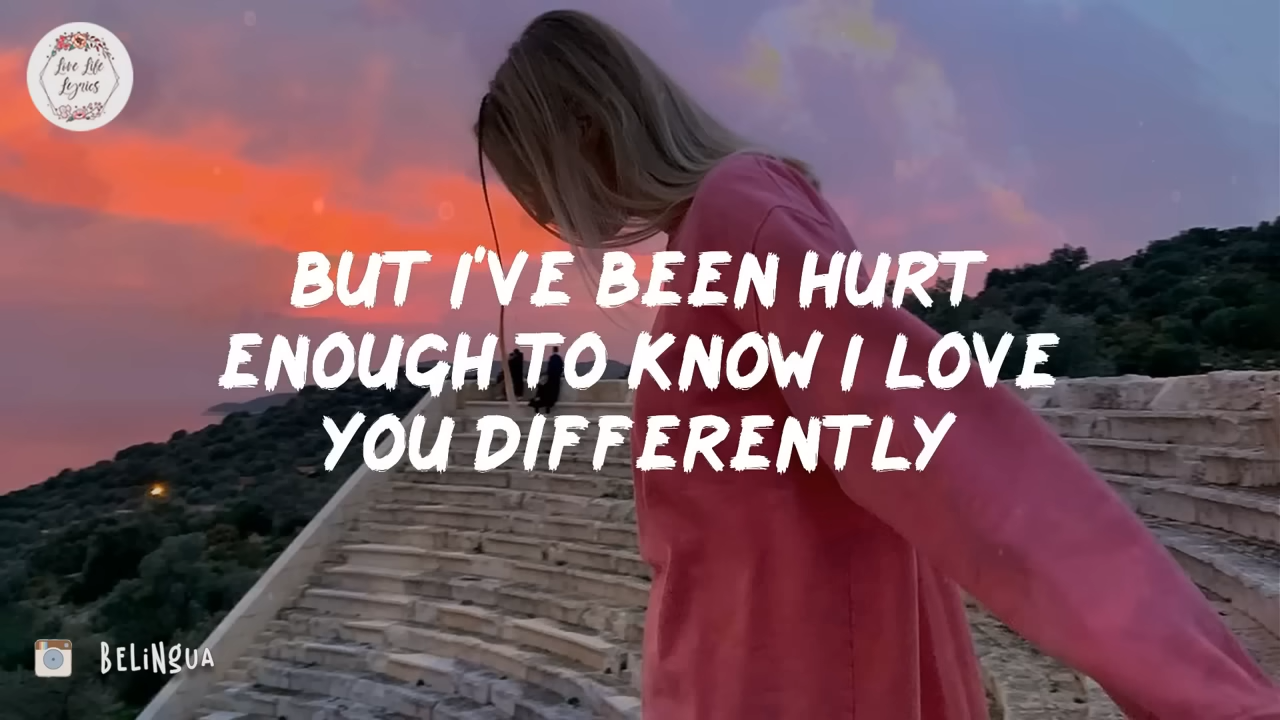 Love Life
Lyrics
BUT I'VE BEEN HURT
ENOUGH TO KNOW I LOVE
YOU DIFFERENTLY
BELINGUA